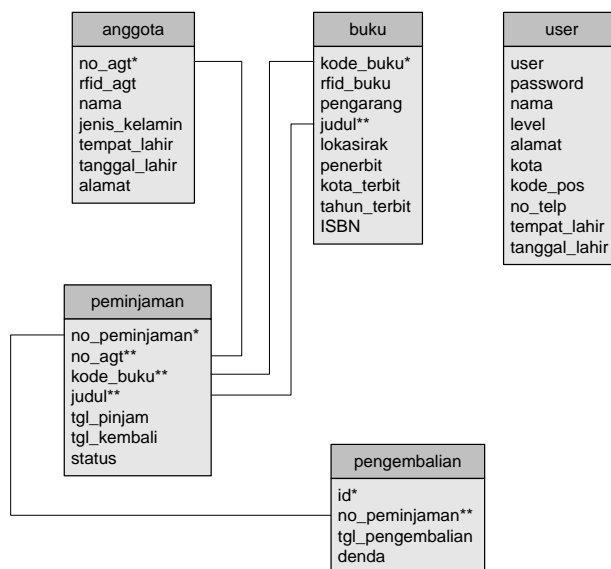 anggota
no_agt*
rfid_agt
nama
jenis_kelamin
tempat_lahir
tanggal_lahir
alamat
buku
kode_buku*
rfid_buku
pengarang
judul**
lokasirak
penerbit
kota_terbit
tahun_terbit
ISBN
user
user
password
nama
level
alamat
kota
kode_pos
no_telp
tempat_lahir
tanggal_lahir
peminjaman
no_peminjaman*
no_agt**
kode_buku**
judul**
tgl_pinjam
tgl_kembali
status
pengembalian
id*
no_peminjaman**
tgl_pengembalian
denda